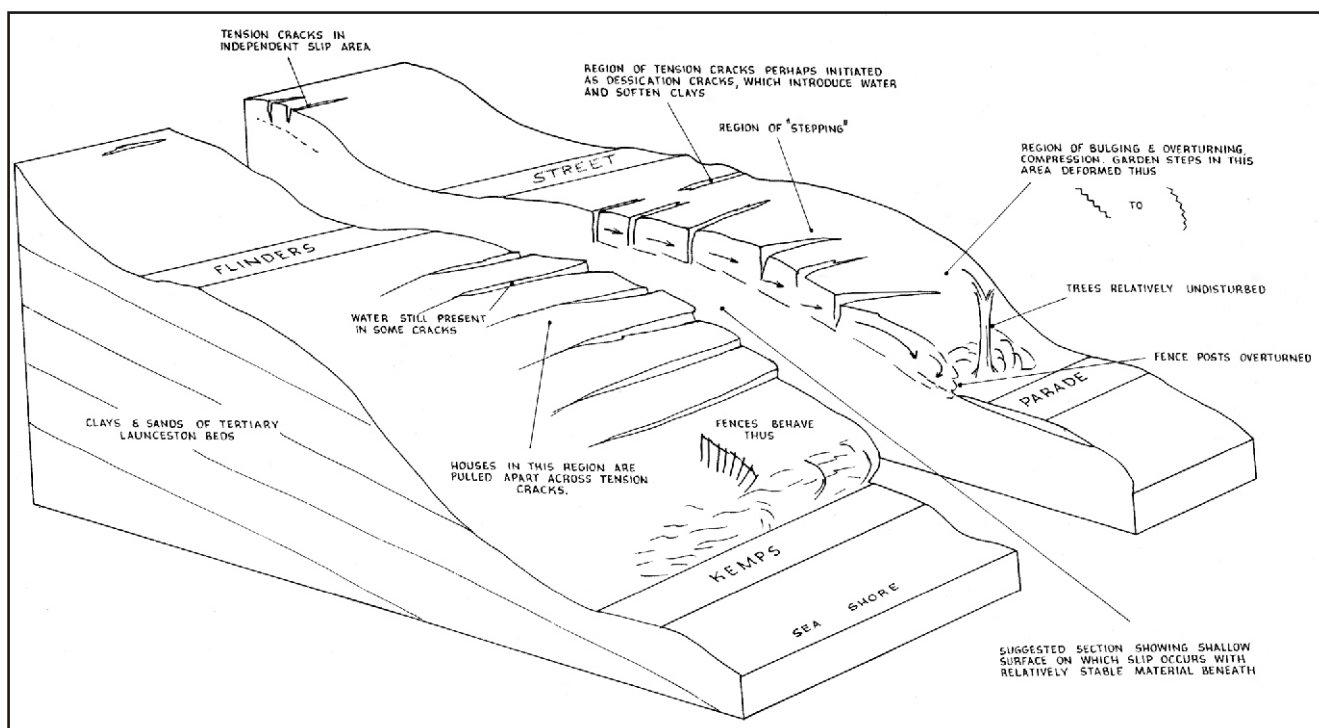 TENSION CRACKS IN
INDEPENDENT SLIP AREA
REGION OF TENSION CRACKS PERHAPS INITIATED
AS DESSICATION CRACKS, WHICH INTRODUCE WATER
AND SOFTEN CLAYS
REGION OF "STEPPING"
REGION OF BULGING & OVERTURNING,
COMPRESSION. GARDEN STEPS IN THIS
AREA DEFORMED THUS
TO
STREET
FLINDERS
WATER STILL PRESENT
IN SOME CRACKS
TREES RELATIVELY UNDISTURBED
FENCE POSTS OVERTURNED
PARADE
CLAYS & SANDS OF TERTIARY
LAUNCESTON BEDS
FENCES BEHAVE
THUS
HOUSES IN THIS REGION ARE
PULLED APART ACROSS TENSION
CRACKS.
KEMPS
SEA SHORE
SUGGESTED SECTION SHOWING SHALLOW
SURFACE ON WHICH SLIP OCCURS WITH
RELATIVELY STABLE MATERIAL BENEATH